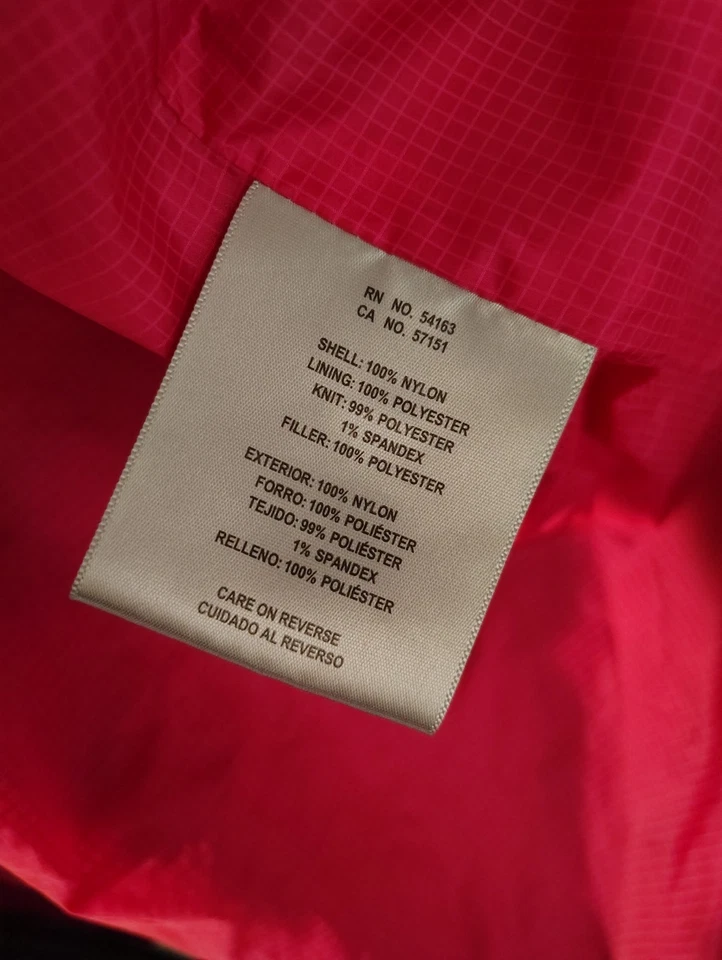 RN NO. 54163
CA NO. 57151
SHELL: 100% NYLON
LINING: 100% POLYESTER
KNIT: 99% POLYESTER
1% SPANDEX
FILLER: 100% POLYESTER
EXTERIOR: 100% NYLON
FORRO: 100% POLIÉSTER
TEJIDO: 99% POLIÉSTER
1% SPANDEX
RELLENO: 100% POLIÉSTER
CARE ON REVERSE
CUIDADO AL REVERSO